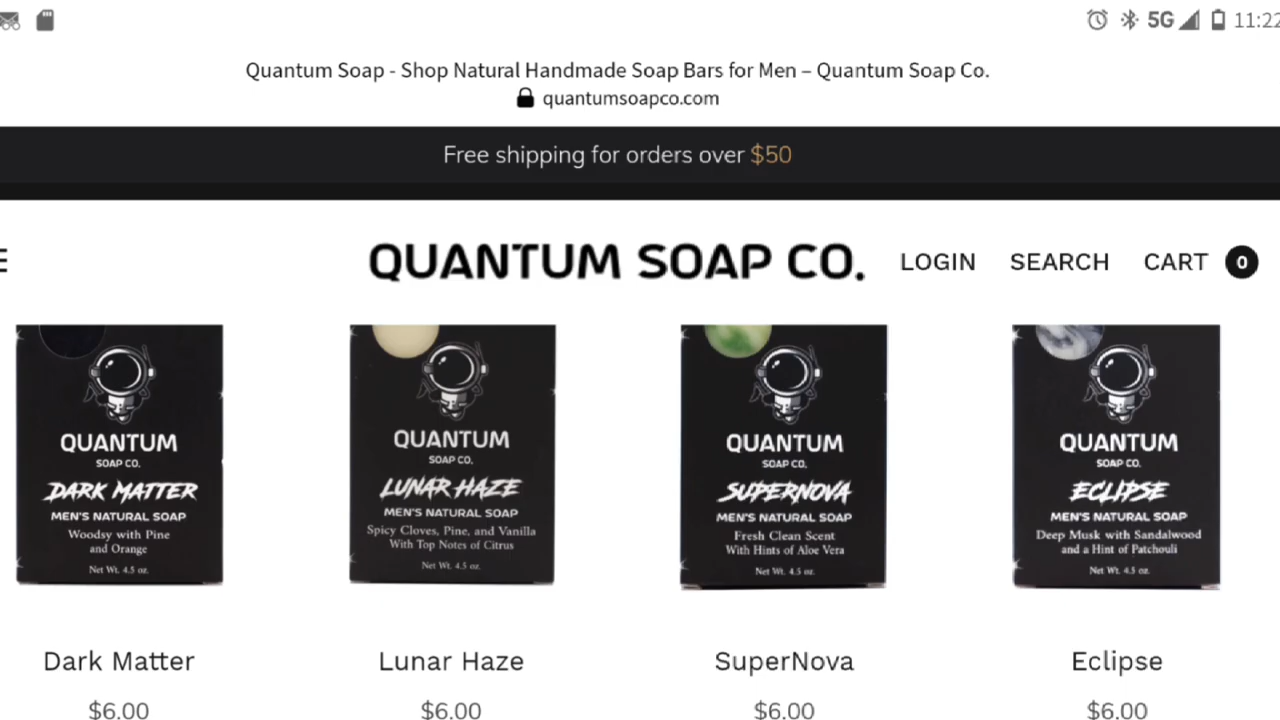 5G 11:22
Quantum Soap - Shop Natural Handmade Soap Bars for Men – Quantum Soap Co.
quantumsoapco.com
Free shipping for orders over $50
QUANTUM SOAP CO. LOGIN SEARCH CART 0
QUANTUM
SOAP CO.
DARK MATTER
MEN'S NATURAL SOAP
Woodsy with Pine
and Orange
Net Wt. 4.5 oz.
QUANTUM
SOAP CO.
LUNAR HAZE
MEN'S NATURAL SOAP
Spicy Cloves, Pine, and Vanilla
With Top Notes of Citrus
Net Wt. 4.5 oz.
QUANTUM
SOAP CO.
SUPERNOVA
MEN'S NATURAL SOAP
Fresh Clean Scent
With Hints of Aloe Vera
Net Wt. 4.5 oz.
QUANTUM
SOAP CO.
ECLIPSE
MEN'S NATURAL SOAP
Deep Musk with Sandalwood
and a Hint of Patchouli
Net Wt. 4.5 oz.
Dark Matter
$6.00
Lunar Haze
$6.00
SuperNova
$6.00
Eclipse
$6.00